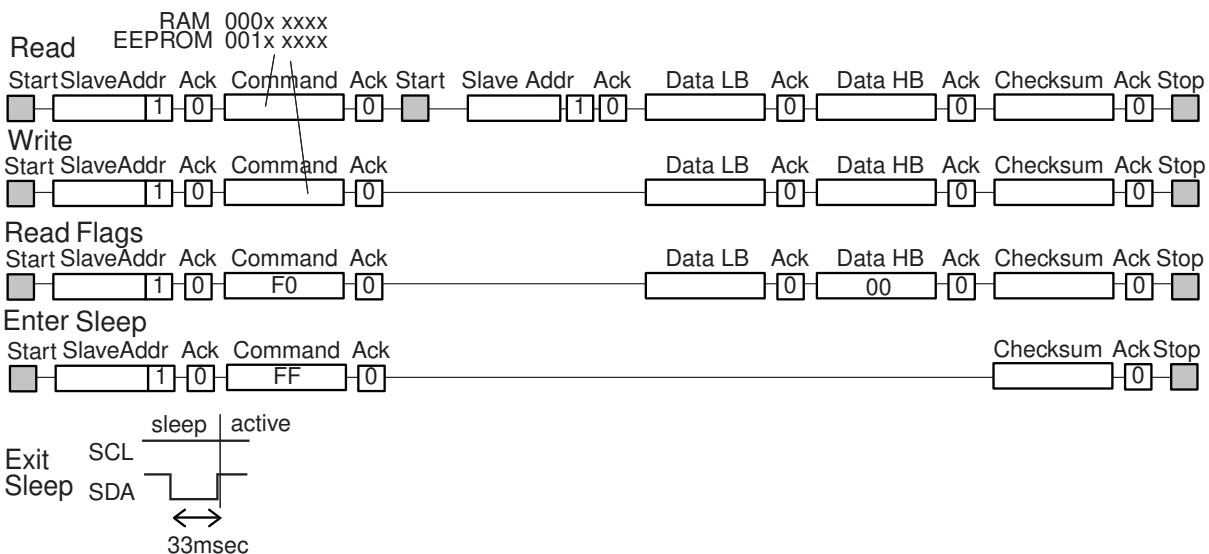 RAM 000x xxxx
EEPROM 001x xxxx
Read
Start SlaveAddr Ack Command Ack Start Slave Addr Ack Data LB Ack Data HB Ack Checksum Ack Stop
1 0 0 1 0 0 0 0
Write
Start SlaveAddr Ack Command Ack Data LB Ack Data HB Ack Checksum Ack Stop
1 0 0 0 0 0
Read Flags
Start SlaveAddr Ack Command Ack Data LB Ack Data HB Ack Checksum Ack Stop
1 0 F0 0 0 00 0 0
Enter Sleep
Start SlaveAddr Ack Command Ack Checksum Ack Stop
1 0 FF 0 0
sleep active
SCL
Exit
Sleep SDA
33msec